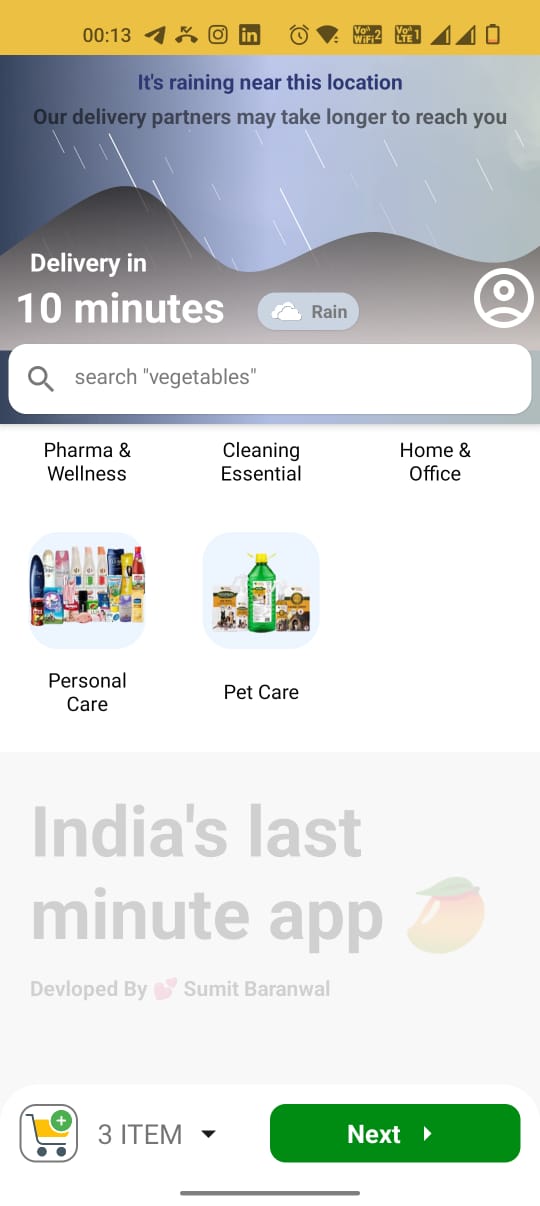 00:13
Vo)) WiFi 2 Vo)) LTE 1
It's raining near this location
Our delivery partners may take longer to reach you
Delivery in
10 minutes
Rain
search "vegetables"
Pharma & Cleaning Home &
Wellness Essential Office
Personal
Care
Pet Care
India's last
minute app 🥭
Devloped By 💕 Sumit Baranwal
3 ITEM
Next